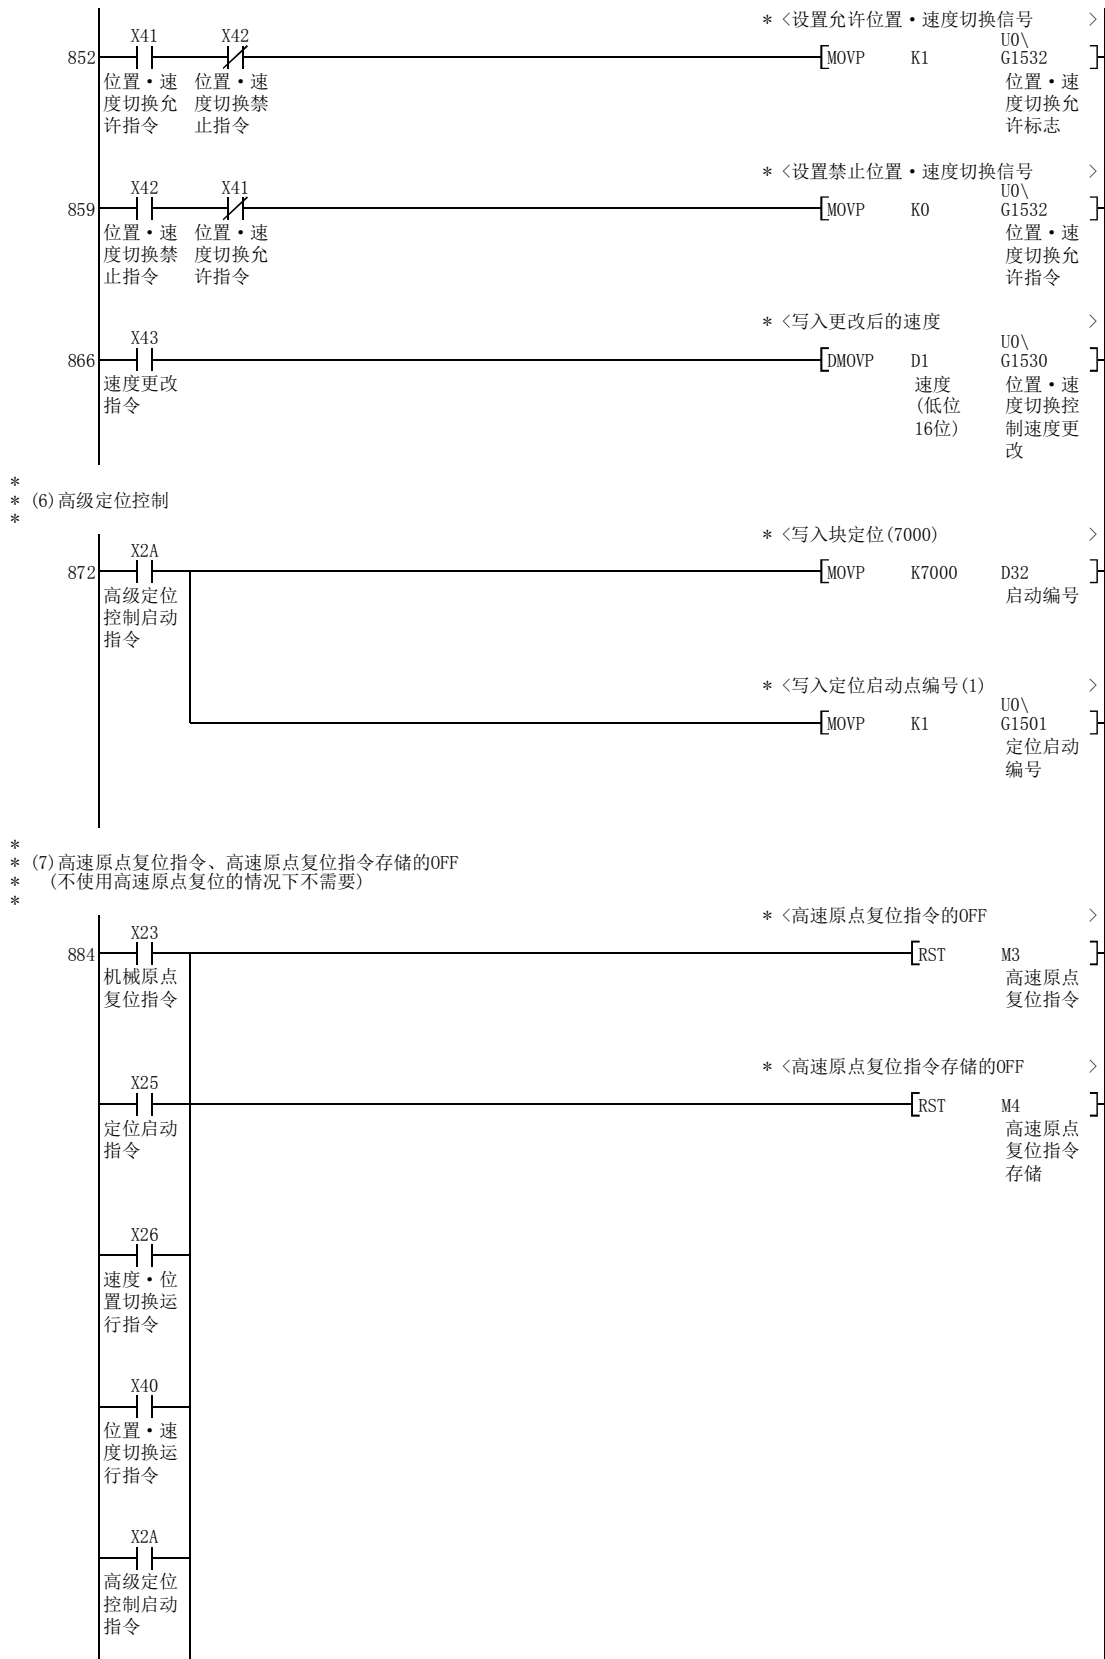 * <设置允许位置・速度切换信号 >
X41 X42 U0\
852 MOVP K1 G1532
位置・速 位置・速 位置・速
度切换允 度切换禁 度切换允
许指令 止指令 许标志
* <设置禁止位置・速度切换信号 >
X42 X41 U0\
859 MOVP K0 G1532
位置・速 位置・速 位置・速
度切换禁 度切换允 度切换允
止指令 许指令 许指令
* <写入更改后的速度 >
X43 U0\
866 DMOVP D1 G1530
速度更改 速度 位置・速
指令 (低位 度切换控
16位) 制速度更
改
*
* (6)高级定位控制
*
* <写入块定位(7000) >
X2A
872 MOVP K7000 D32
高级定位 启动编号
控制启动
指令
* <写入定位启动点编号(1) >
U0\
MOVP K1 G1501
定位启动
编号
*
* (7)高速原点复位指令、高速原点复位指令存储的OFF
* (不使用高速原点复位的情况下不需要)
*
* <高速原点复位指令的OFF >
X23
884 RST M3
机械原点 高速原点
复位指令 复位指令
* <高速原点复位指令存储的OFF >
X25
RST M4
定位启动 高速原点
指令 复位指令
存储
X26
速度・位
置切换运
行指令
X40
位置・速
度切换运
行指令
X2A
高级定位
控制启动
指令